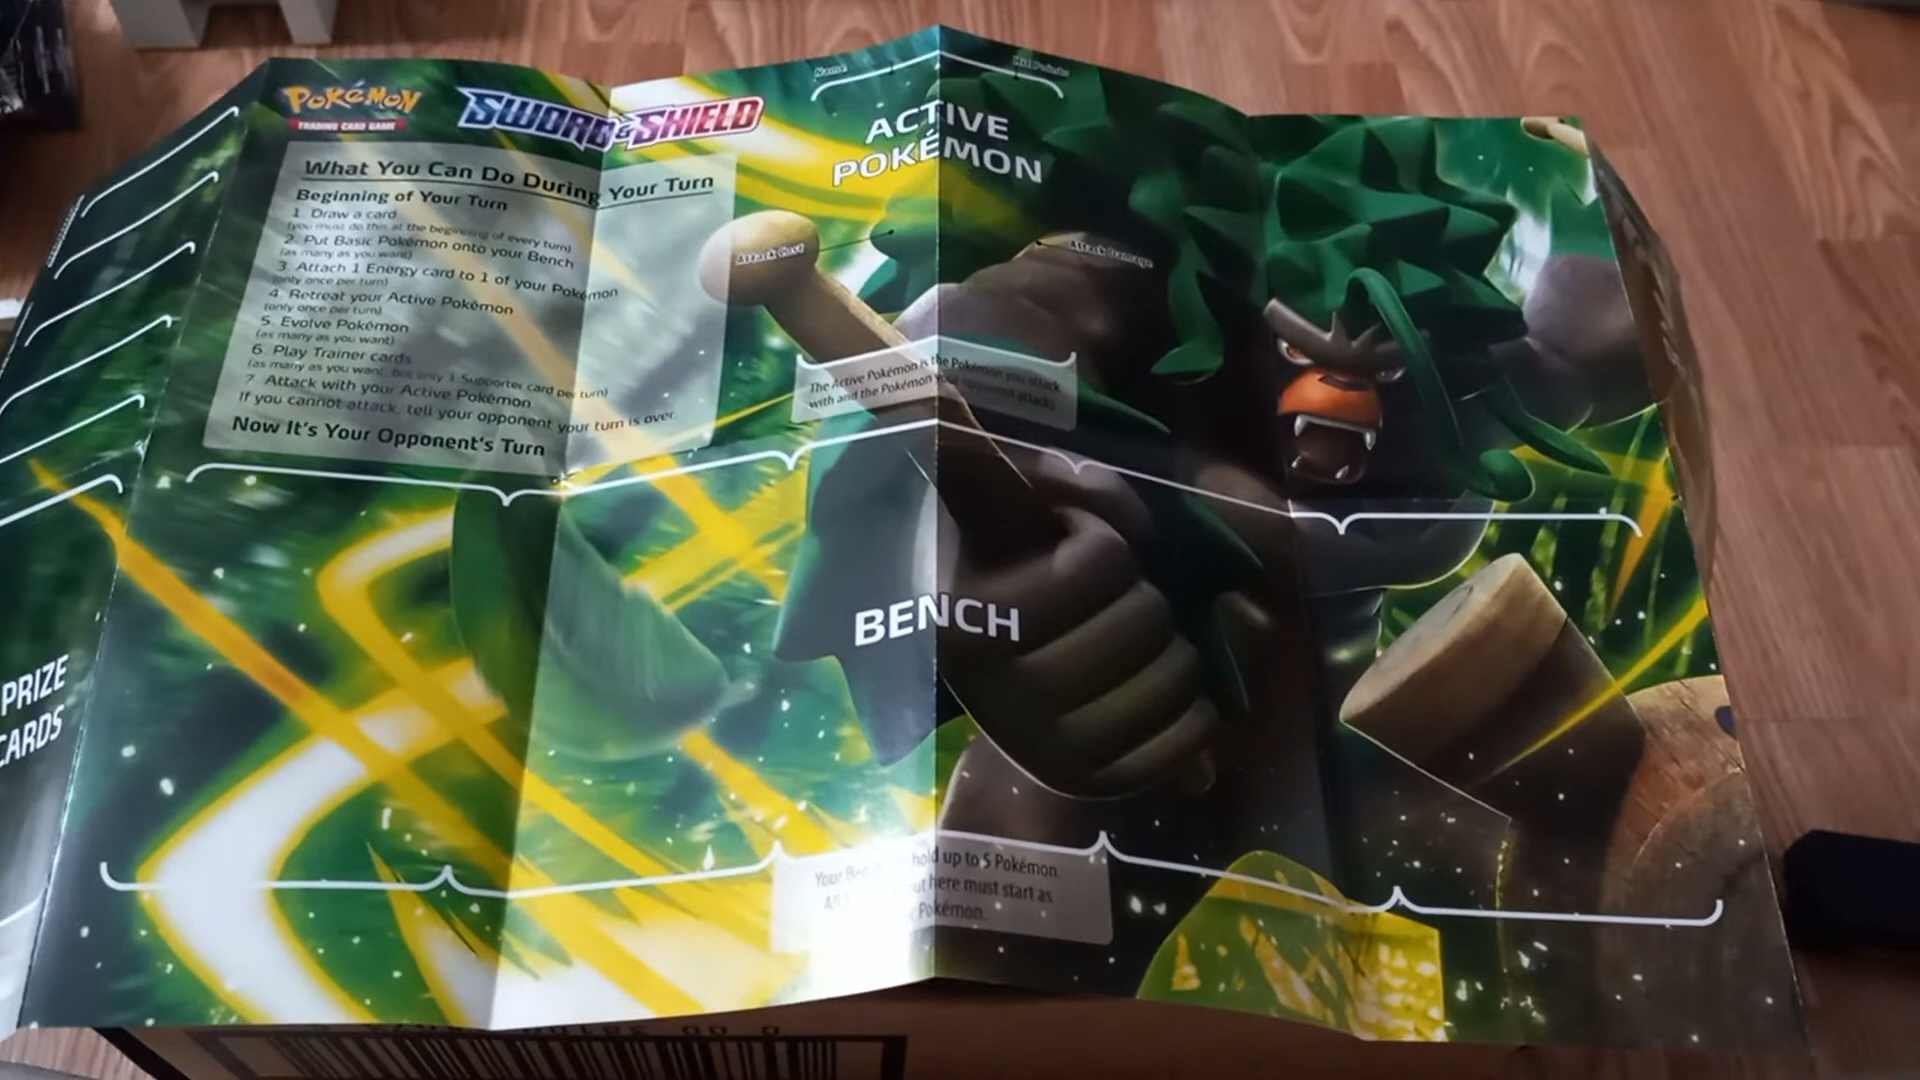 POKÉMON
TRADING CARD GAME
SWORD & SHIELD
What You Can Do During Your Turn
Beginning of Your Turn
1. Draw a card
(you must do this at the beginning of every turn)
2. Put Basic Pokémon onto your Bench
(as many as you want)
3. Attach 1 Energy card to 1 of your Pokémon
(only once per turn)
4. Retreat your Active Pokémon
(only once per turn)
5. Evolve Pokémon
(as many as you want)
6. Play Trainer cards
(as many as you want, but only 1 Supporter card per turn)
7. Attack with your Active Pokémon
If you cannot attack, tell your opponent your turn is over.
Now It's Your Opponent's Turn
Name
Hit Points
ACTIVE
POKÉMON
Attack Cost
Attack Damage
The Active Pokémon is the Pokémon you attack
with and the Pokémon your opponent attacks.
BENCH
PRIZE
CARDS
Your hold up to 5 Pokémon.
here must start as
Pokémon.